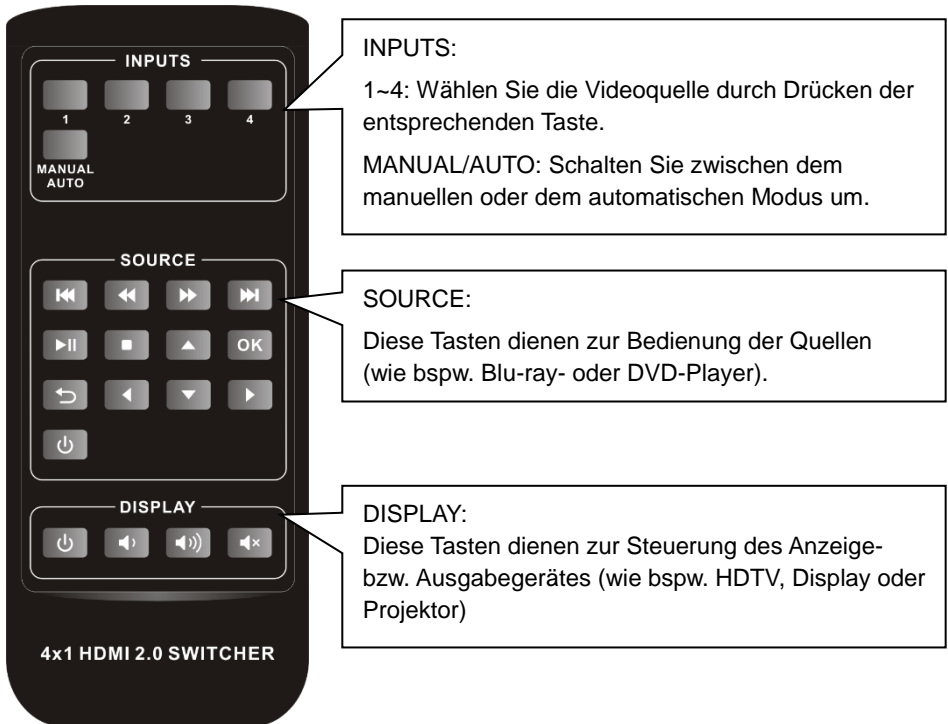 INPUTS
1 2 3 4
MANUAL
AUTO
SOURCE
OK
DISPLAY
4x1 HDMI 2.0 SWITCHER
INPUTS:
1~4: Wählen Sie die Videoquelle durch Drücken der
entsprechenden Taste.
MANUAL/AUTO: Schalten Sie zwischen dem
manuellen oder dem automatischen Modus um.
SOURCE:
Diese Tasten dienen zur Bedienung der Quellen
(wie bspw. Blu-ray- oder DVD-Player).
DISPLAY:
Diese Tasten dienen zur Steuerung des Anzeige-
bzw. Ausgabegerätes (wie bspw. HDTV, Display oder
Projektor)